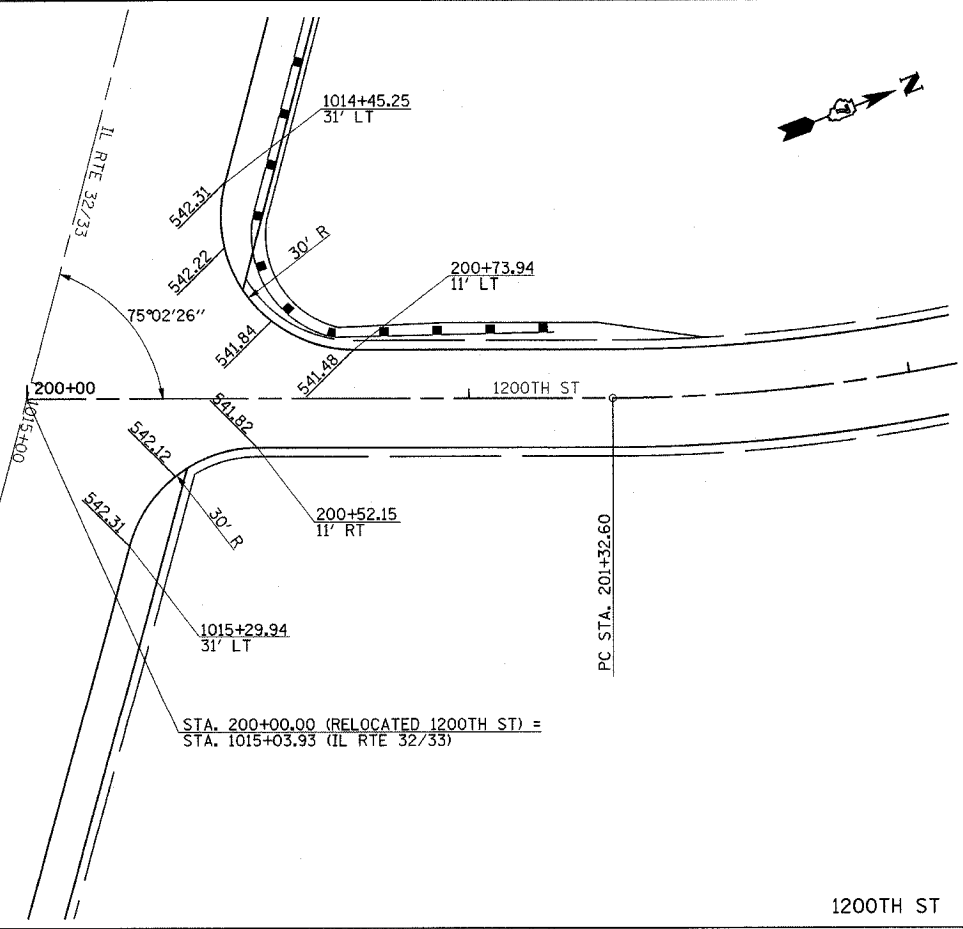 N
1014+45.25
31' LT
IL RTE 32/33
542.31
542.22
30' R
200+73.94
11' LT
75°02'26''
541.84
541.48
200+00
1200TH ST
1015+00
541.82
542.12
542.31
30' R
200+52.15
11' RT
PC STA. 201+32.60
1015+29.94
31' LT
STA. 200+00.00 (RELOCATED 1200TH ST) =
STA. 1015+03.93 (IL RTE 32/33)
1200TH ST